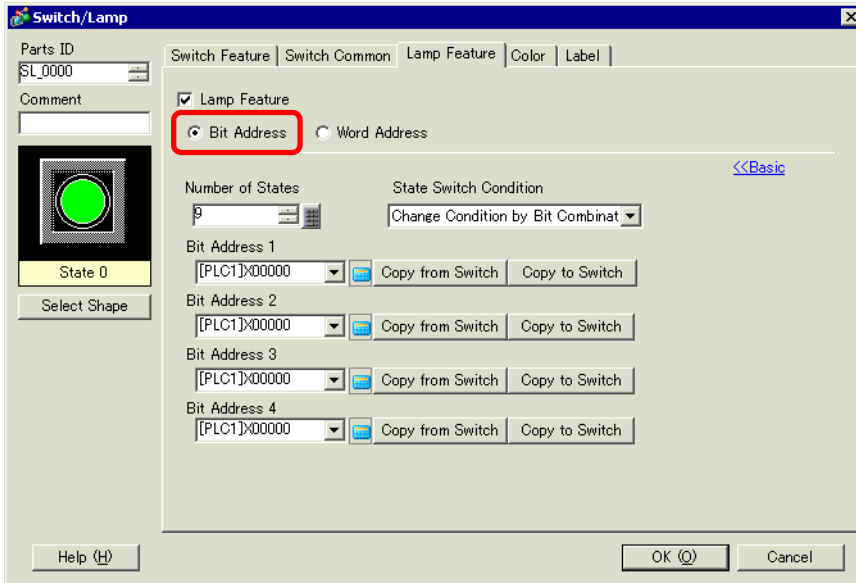 Switch/Lamp
Parts ID
SL_0000
Comment
State 0
Select Shape
Switch Feature Switch Common Lamp Feature Color Label
Lamp Feature
Bit Address Word Address
<<Basic
Number of States State Switch Condition
9 Change Condition by Bit Combinat
Bit Address 1
[PLC1]X00000 Copy from Switch Copy to Switch
Bit Address 2
[PLC1]X00000 Copy from Switch Copy to Switch
Bit Address 3
[PLC1]X00000 Copy from Switch Copy to Switch
Bit Address 4
[PLC1]X00000 Copy from Switch Copy to Switch
Help (H) OK (O) Cancel